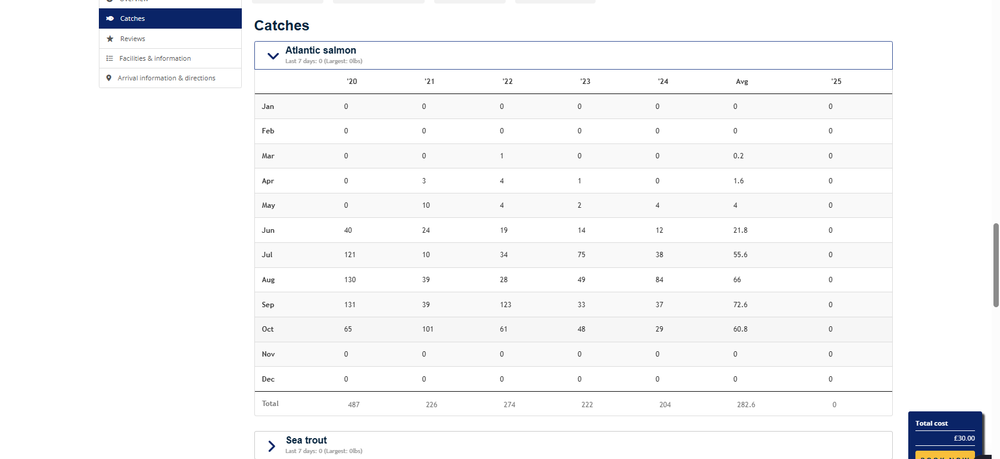 Overview
Catches
Reviews
Facilities & information
Arrival information & directions
Catches
Atlantic salmon
Last 7 days: 0 (Largest: 0lbs)
'20 '21 '22 '23 '24 Avg '25
Jan 0 0 0 0 0 0 0
Feb 0 0 0 0 0 0 0
Mar 0 0 1 0 0 0.2 0
Apr 0 3 4 1 0 1.6 0
May 0 10 4 2 4 4 0
Jun 40 24 19 14 12 21.8 0
Jul 121 10 34 75 38 55.6 0
Aug 130 39 28 49 84 66 0
Sep 131 39 123 33 37 72.6 0
Oct 65 101 61 48 29 60.8 0
Nov 0 0 0 0 0 0 0
Dec 0 0 0 0 0 0 0
Total 487 226 274 222 204 282.6 0
Sea trout
Last 7 days: 0 (Largest: 0lbs)
Total cost
£30.00
BOOK NOW